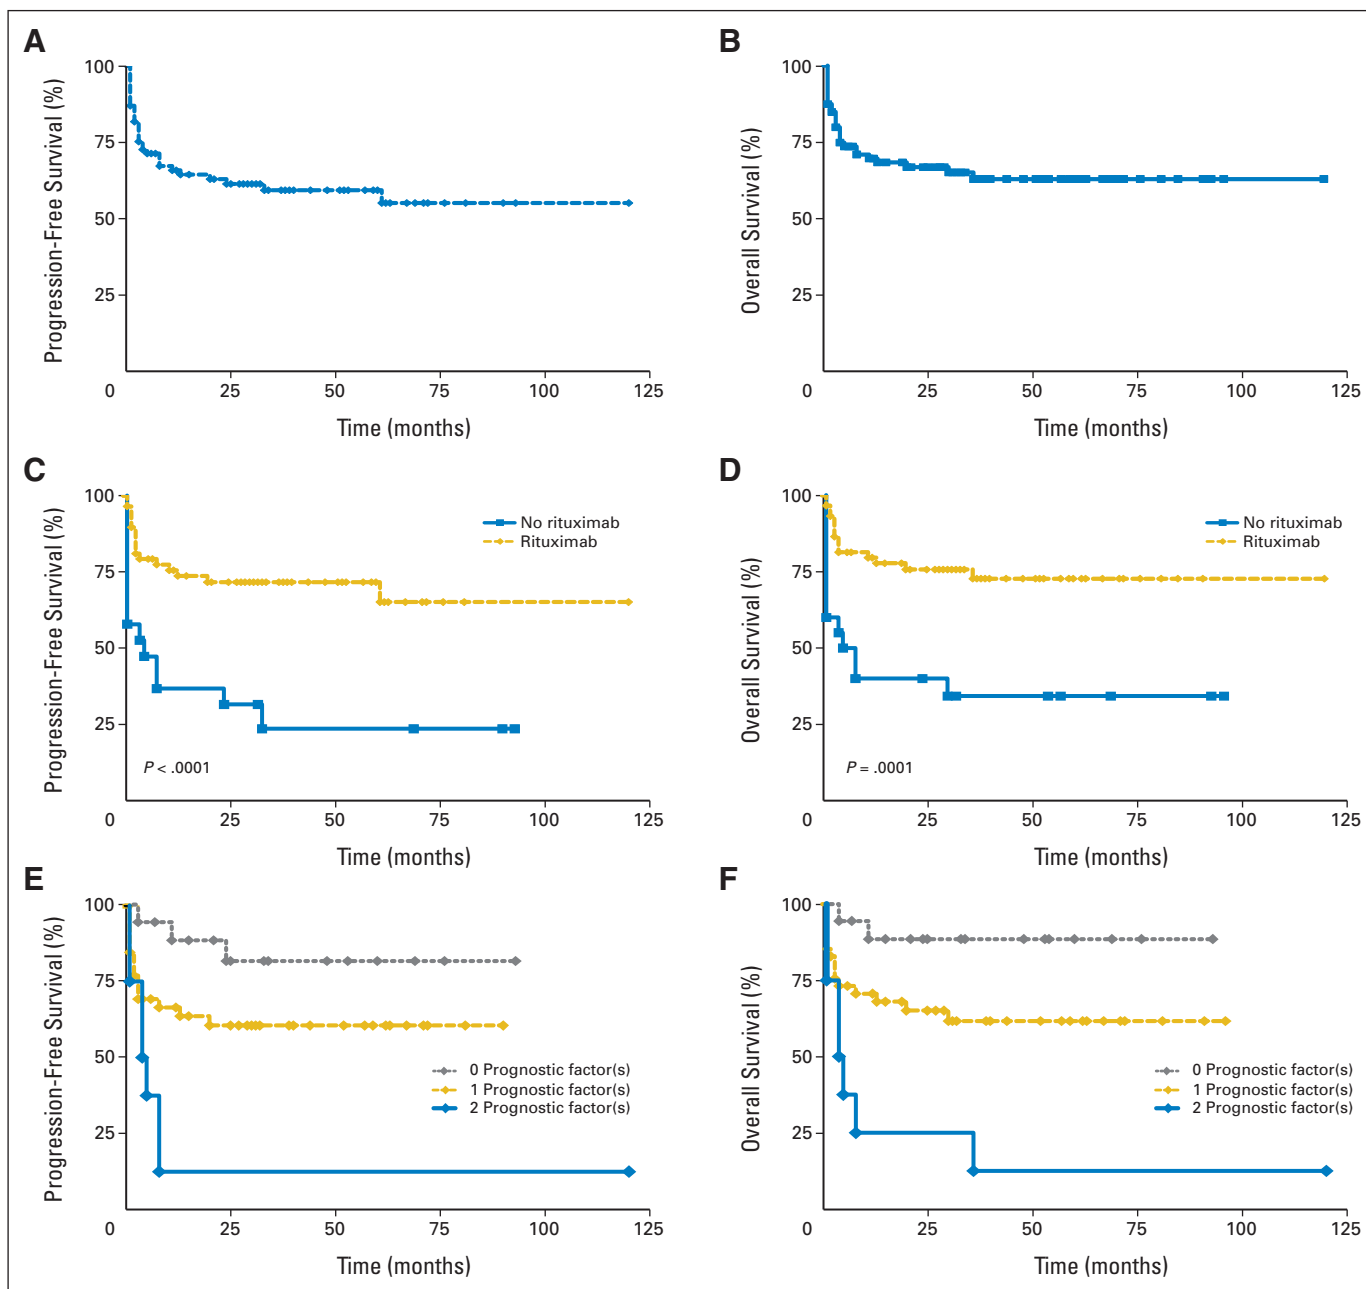 A
Progression-Free Survival (%)
100
75
50
25
0
25
50
75
100
125
Time (months)
B
Overall Survival (%)
100
75
50
25
0
25
50
75
100
125
Time (months)
C
Progression-Free Survival (%)
100
75
50
25
No rituximab
Rituximab
P < .0001
0
25
50
75
100
125
Time (months)
D
Overall Survival (%)
100
75
50
25
No rituximab
Rituximab
P = .0001
0
25
50
75
100
125
Time (months)
E
Progression-Free Survival (%)
100
75
50
25
0 Prognostic factor(s)
1 Prognostic factor(s)
2 Prognostic factor(s)
0
25
50
75
100
125
Time (months)
F
Overall Survival (%)
100
75
50
25
0 Prognostic factor(s)
1 Prognostic factor(s)
2 Prognostic factor(s)
0
25
50
75
100
125
Time (months)